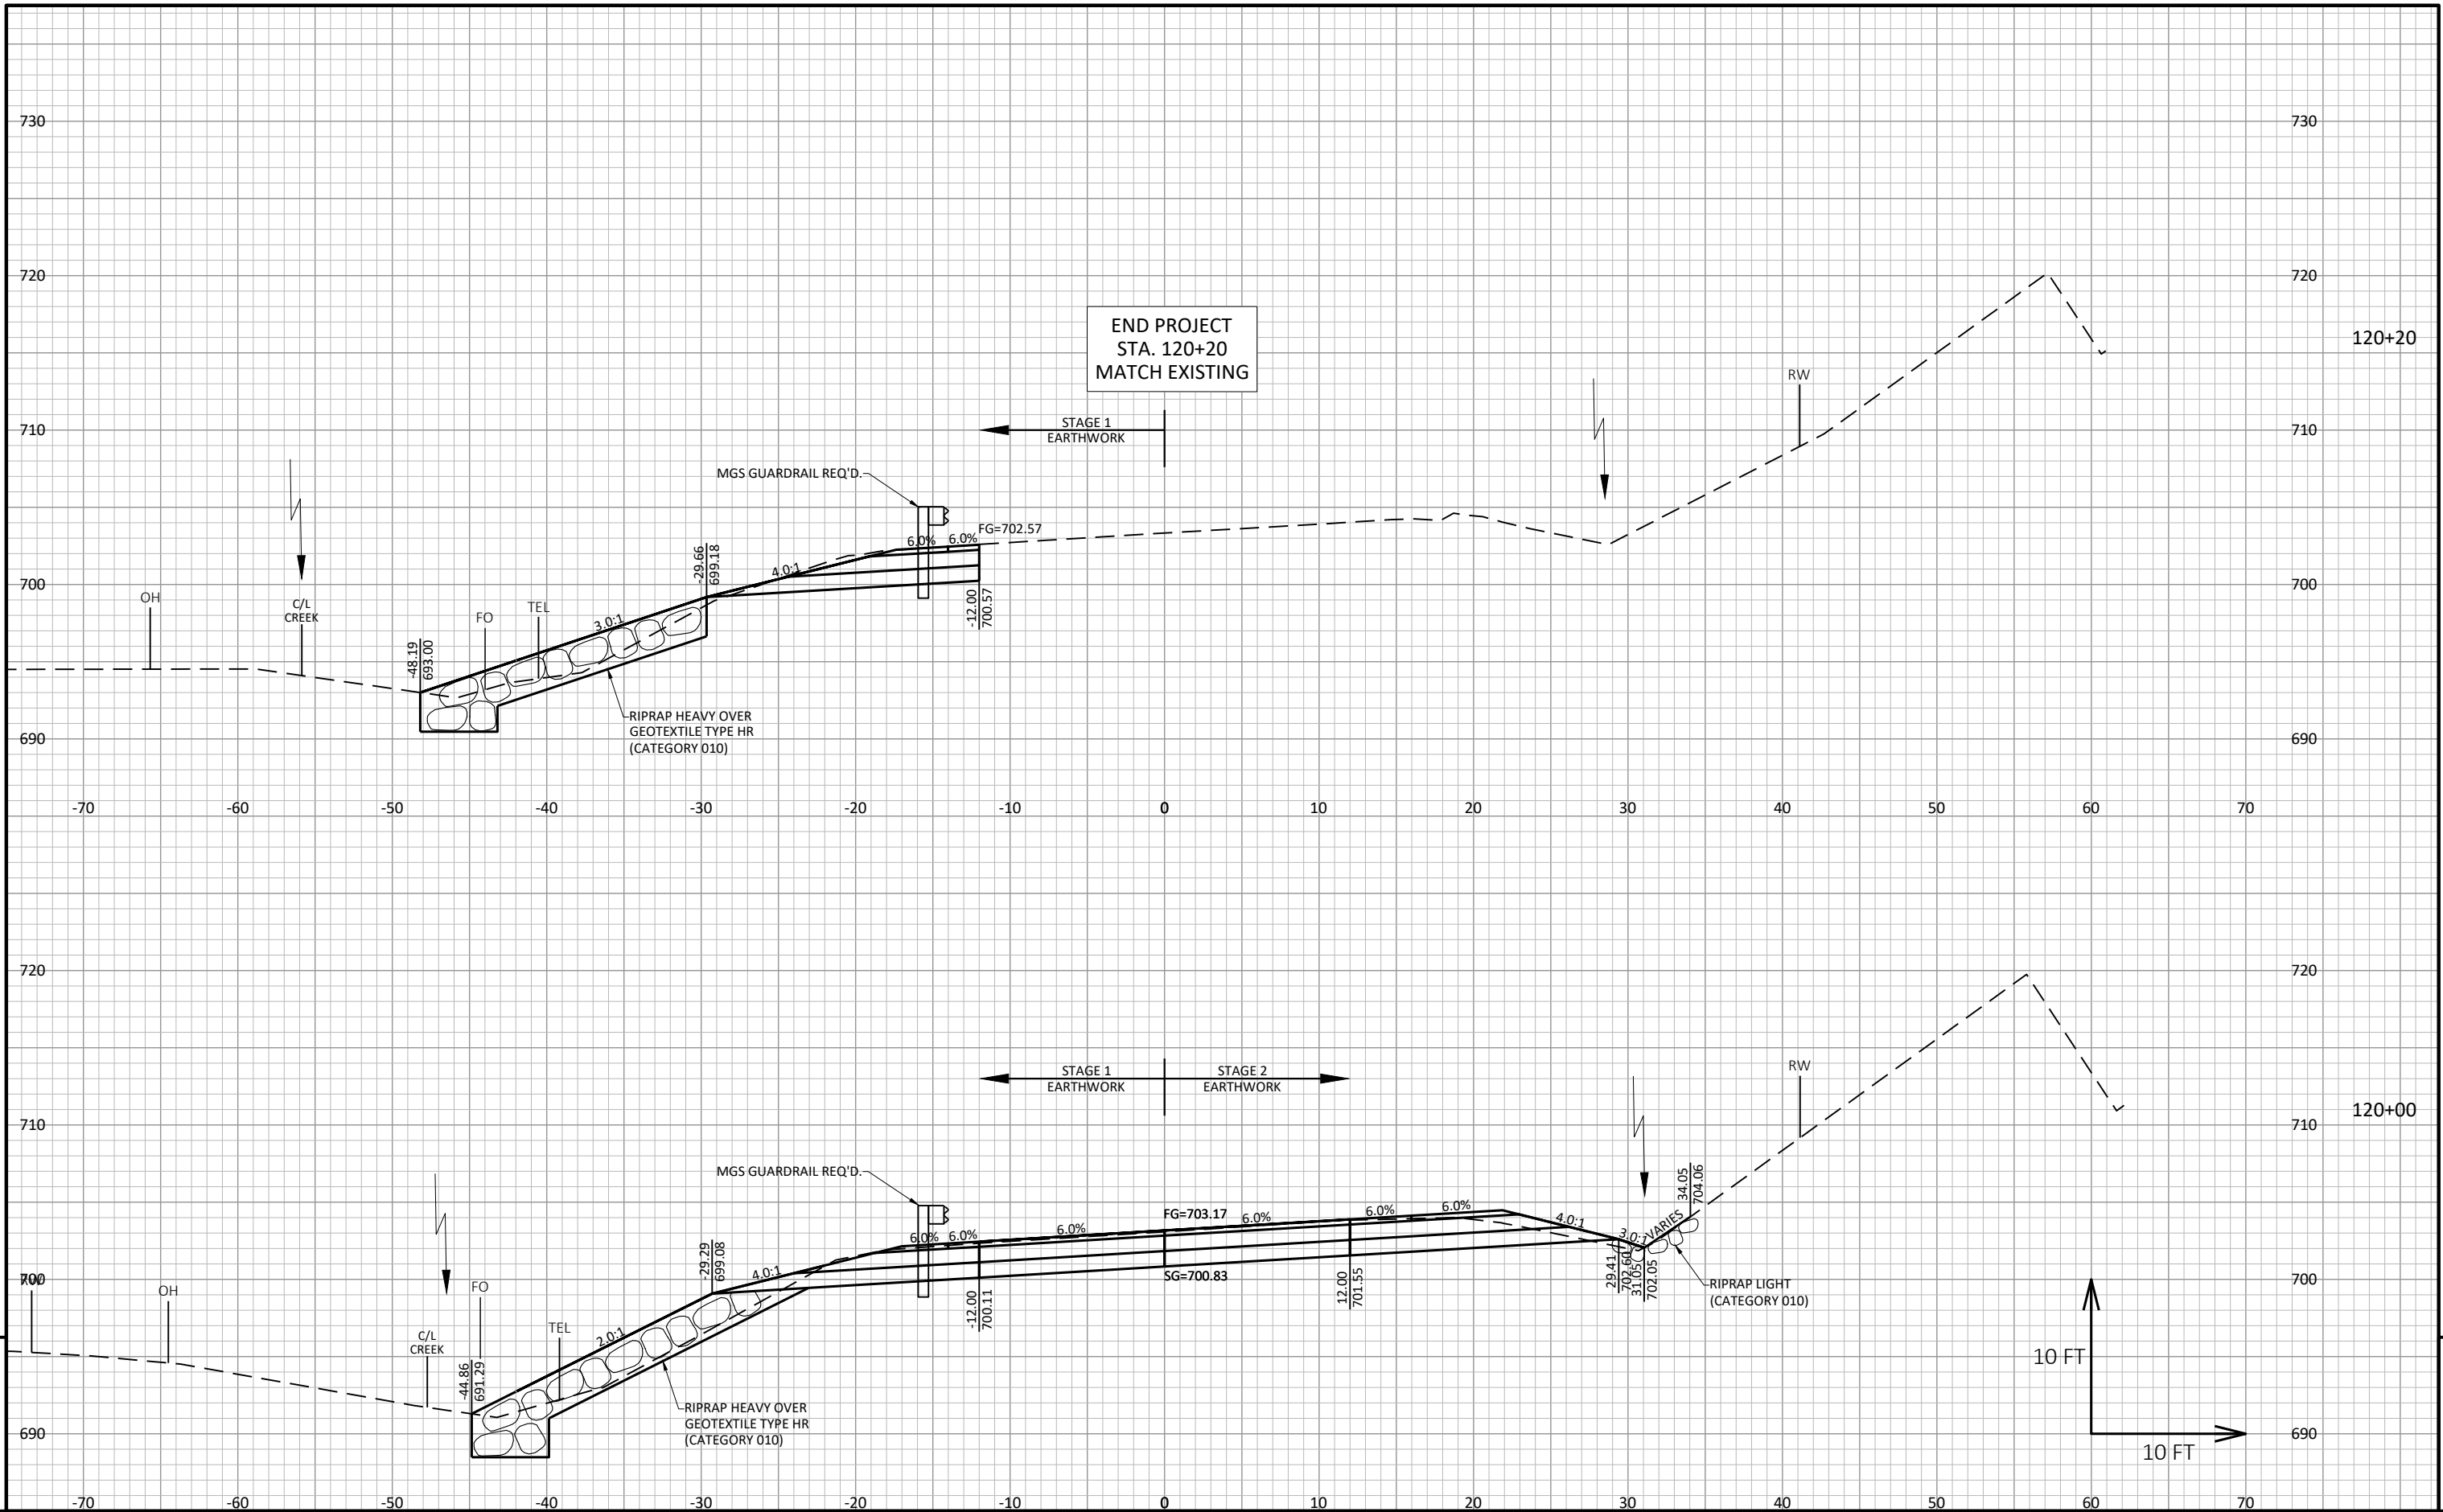 730
730
720
720
END PROJECT
STA. 120+20
MATCH EXISTING
120+20
RW
710
710
STAGE 1
EARTHWORK
MGS GUARDRAIL REQ'D.
FG=702.57
6.0%
6.0%
4.0:1
-29.66
699.18
700
700
OH
C/L
CREEK
FO
TEL
3.0:1
-12.00
700.57
-48.19
693.00
RIPRAP HEAVY OVER
GEOTEXTILE TYPE HR
(CATEGORY 010)
690
690
-70
-60
-50
-40
-30
-20
-10
0
10
20
30
40
50
60
70
720
720
STAGE 1
EARTHWORK
STAGE 2
EARTHWORK
RW
710
710
120+00
MGS GUARDRAIL REQ'D.
34.05
704.06
FG=703.17
6.0%
6.0%
6.0%
6.0%
6.0%
6.0%
4.0:1
3.0:1
VARIES
-29.29
699.08
4.0:1
700
700
OH
FO
SG=700.83
-12.00
700.11
12.00
701.55
29.41
702.60
31.05
702.05
RIPRAP LIGHT
(CATEGORY 010)
C/L
CREEK
TEL
2.0:1
-44.86
691.29
10 FT
RIPRAP HEAVY OVER
GEOTEXTILE TYPE HR
(CATEGORY 010)
690
690
10 FT
-70
-60
-50
-40
-30
-20
-10
0
10
20
30
40
50
60
70